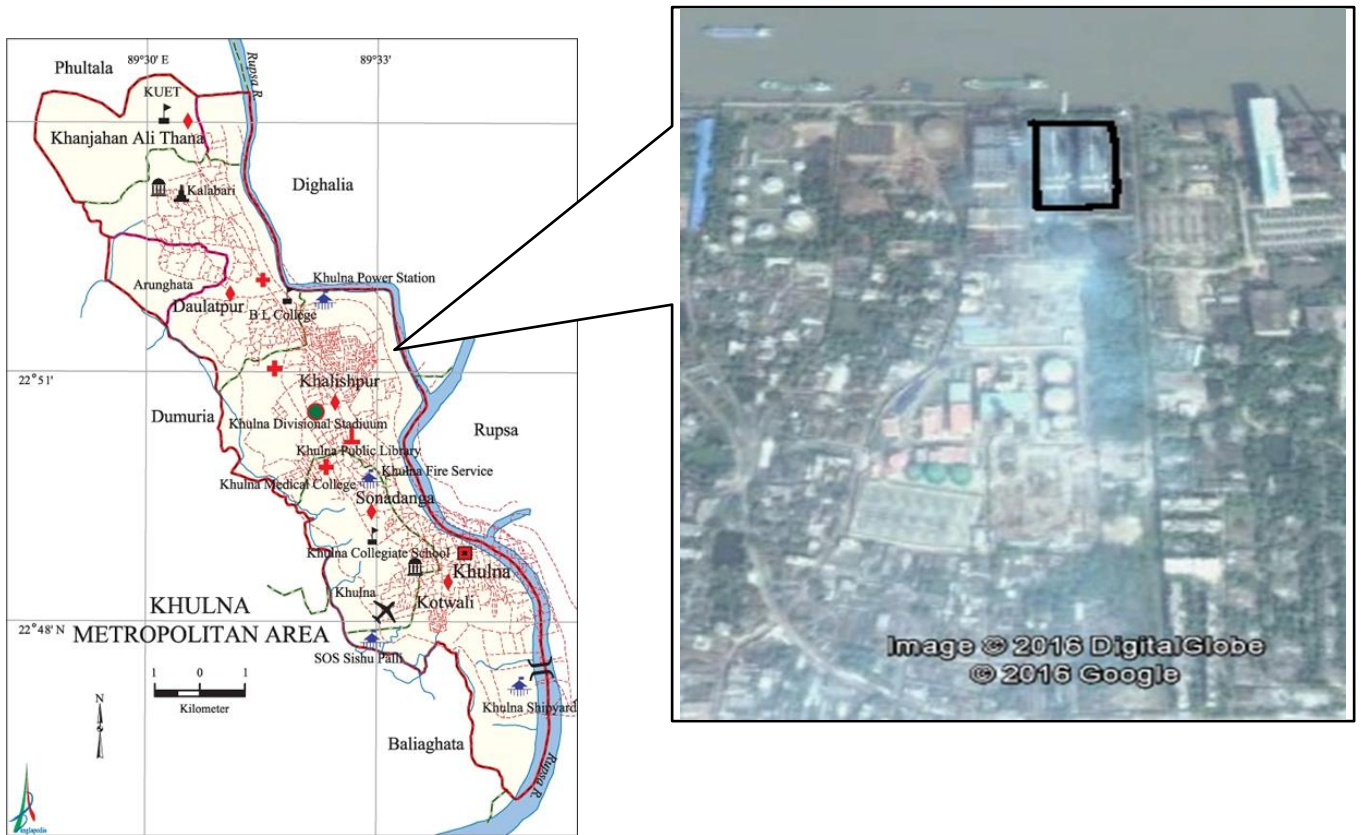 89°30' E
89°33'
Phultala
Rupsa R.
KUET
Khanjahan Ali Thana
Dighalia
Kalabari
Arunghata
Khulna Power Station
Daulatpur
B L College
22°51'
Khalishpur
Dumuria
Khulna Divisional Stadiuum
Rupsa
Khulna Public Library
Khulna Fire Service
Khulna Medical College
Sonadanga
Khulna Collegiate School
Khulna
Khulna
Kotwali
KHULNA
METROPOLITAN AREA
22°48' N
SOS Sishu Palli
1 0 1
Kilometer
N
Khulna Shipyard
Baliaghata
Rupsa R.
Image © 2016 DigitalGlobe
© 2016 Google